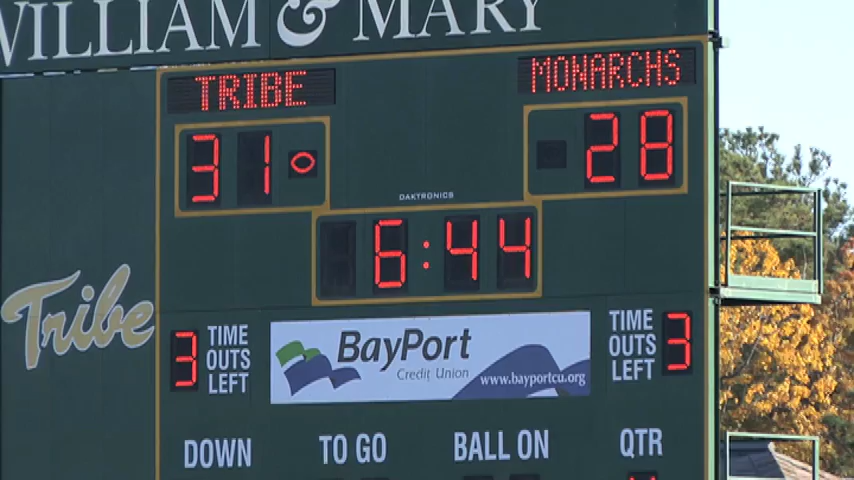 WILLIAM & MARY
TRIBE MONARCHS
31 28
DAKTRONICS
6:44
Tribe
3 TIME OUTS LEFT
BayPort
Credit Union
www.bayportcu.org
TIME OUTS LEFT 3
DOWN TO GO BALL ON QTR